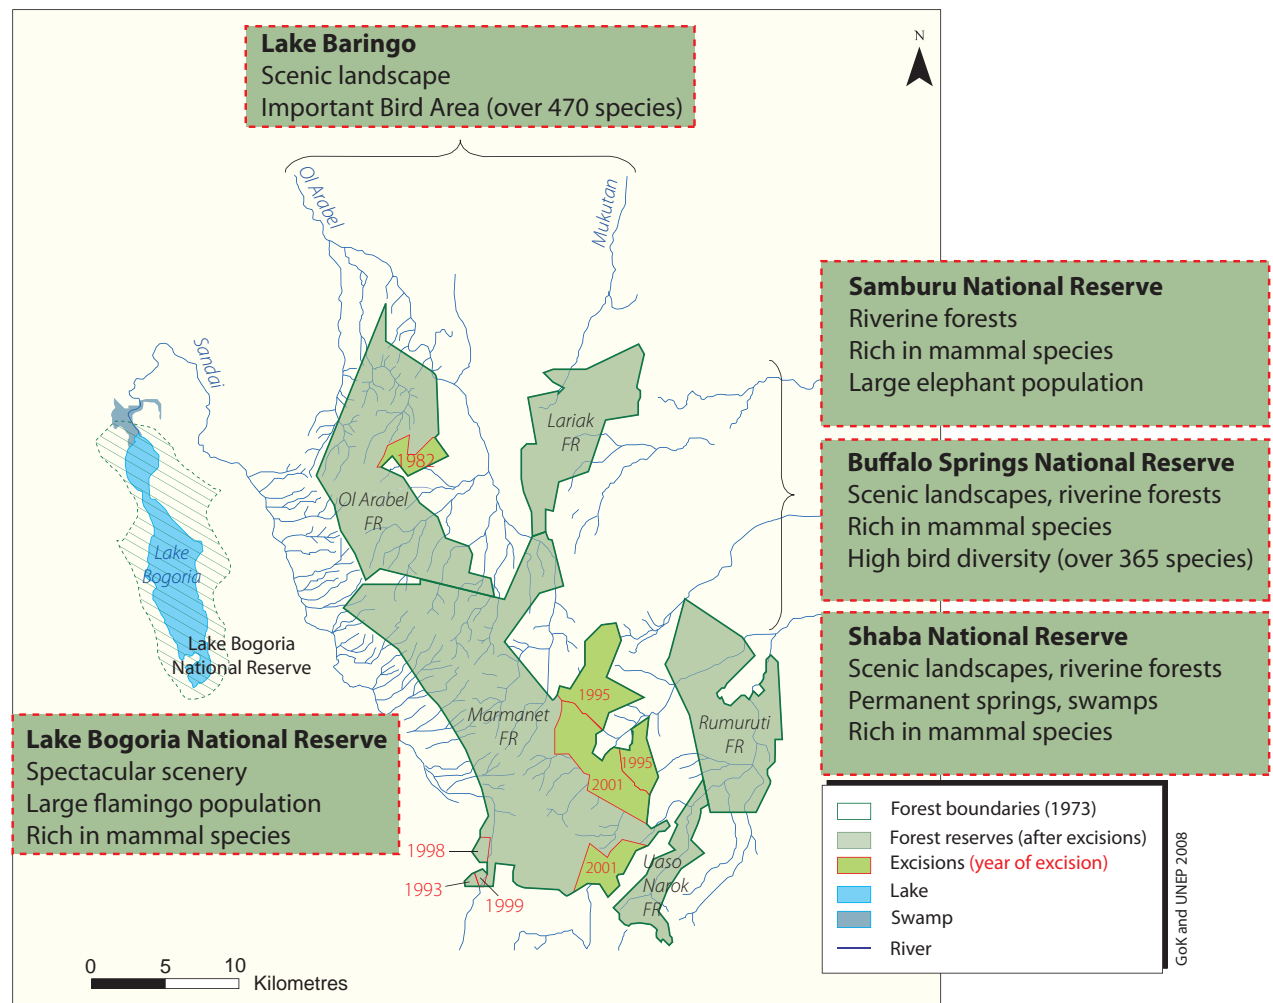 Lake Baringo
Scenic landscape
Important Bird Area (over 470 species)
N
Ol Arabel
Mukutan
Sandai
Samburu National Reserve
Riverine forests
Rich in mammal species
Large elephant population
Lariak
FR
1982
Ol Arabel
FR
Buffalo Springs National Reserve
Scenic landscapes, riverine forests
Rich in mammal species
High bird diversity (over 365 species)
Lake
Bogoria
Lake Bogoria
National Reserve
Shaba National Reserve
Scenic landscapes, riverine forests
Permanent springs, swamps
Rich in mammal species
1995
Marmanet
FR
Rumuruti
FR
1995
2001
Lake Bogoria National Reserve
Spectacular scenery
Large flamingo population
Rich in mammal species
1998
1993
1999
2001
Uaso
Narok
FR
Forest boundaries (1973)
Forest reserves (after excisions)
Excisions (year of excision)
Lake
Swamp
River
GoK and UNEP 2008
0 5 10
Kilometres